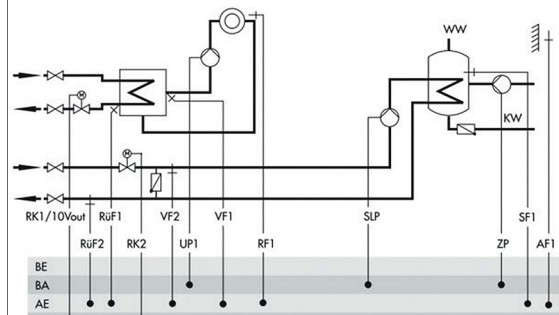 WW
M
KW
M
RK1/10Vout RüF1 VF2 VF1 SLP SF1
RüF2 RK2 UP1 RF1 ZP AF1
BE
BA
AE